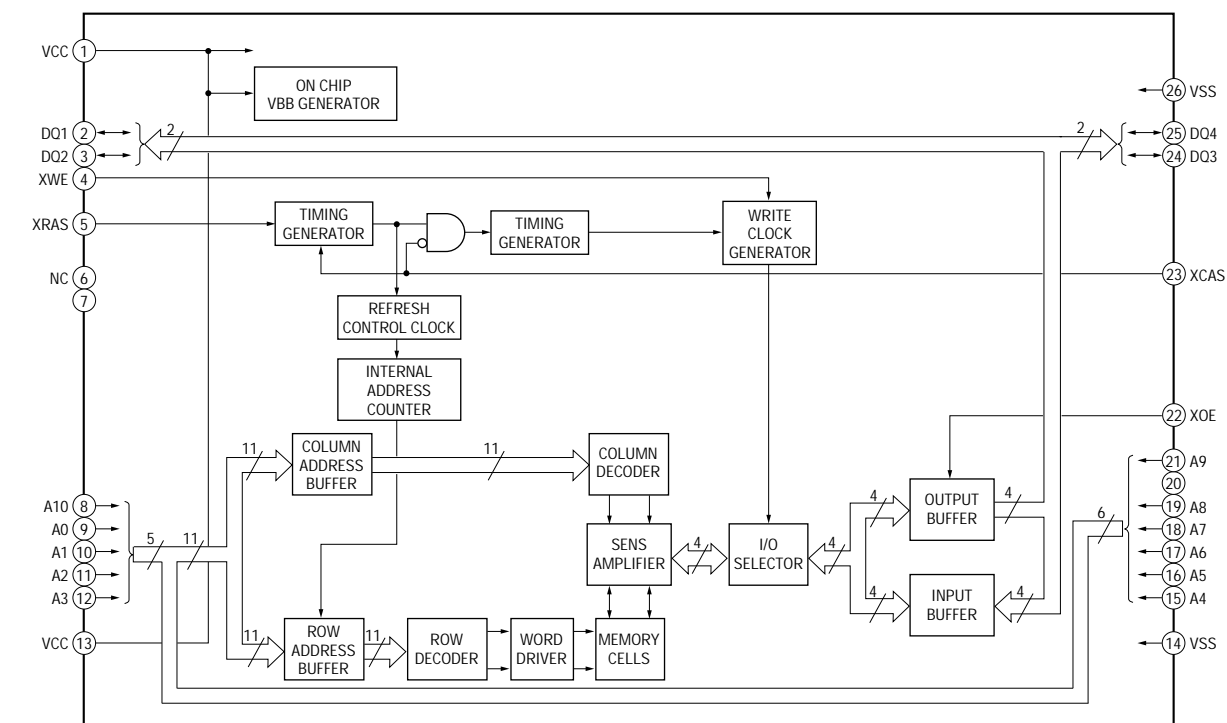 VCC 1
ON CHIP
VBB GENERATOR
26 VSS
DQ1 2
2
2
25 DQ4
DQ2 3
24 DQ3
XWE 4
XRAS 5
TIMING
GENERATOR
TIMING
GENERATOR
WRITE
CLOCK
GENERATOR
NC 6
7
23 XCAS
REFRESH
CONTROL CLOCK
INTERNAL
ADDRESS
COUNTER
22 XOE
11
COLUMN
ADDRESS
BUFFER
11
COLUMN
DECODER
21 A9
20
A10 8
19 A8
A0 9
18 A7
A1 10
17 A6
A2 11
16 A5
A3 12
15 A4
5
11
6
SENS
AMPLIFIER
4
I/O
SELECTOR
4
4
OUTPUT
BUFFER
4
4
INPUT
BUFFER
4
VCC 13
14 VSS
11
ROW
ADDRESS
BUFFER
11
ROW
DECODER
WORD
DRIVER
MEMORY
CELLS